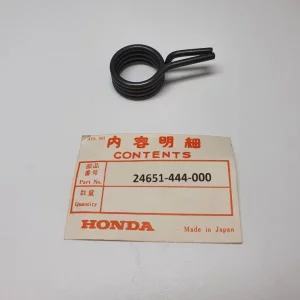 内容明細
CONTENTS
部品番号
Part No.
24651-444-000
数量
Quantity
HONDA
Made in Japan